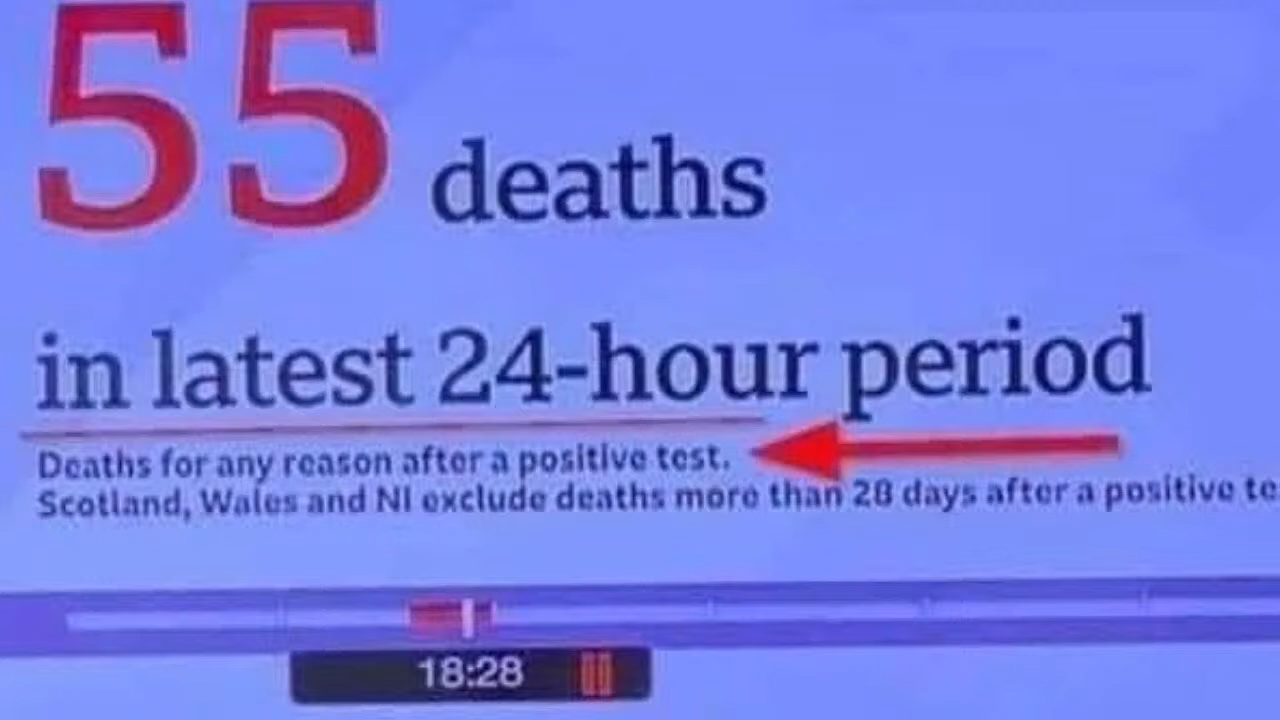 55 deaths
in latest 24-hour period
Deaths for any reason after a positive test.
Scotland, Wales and NI exclude deaths more than 28 days after a positive te
18:28